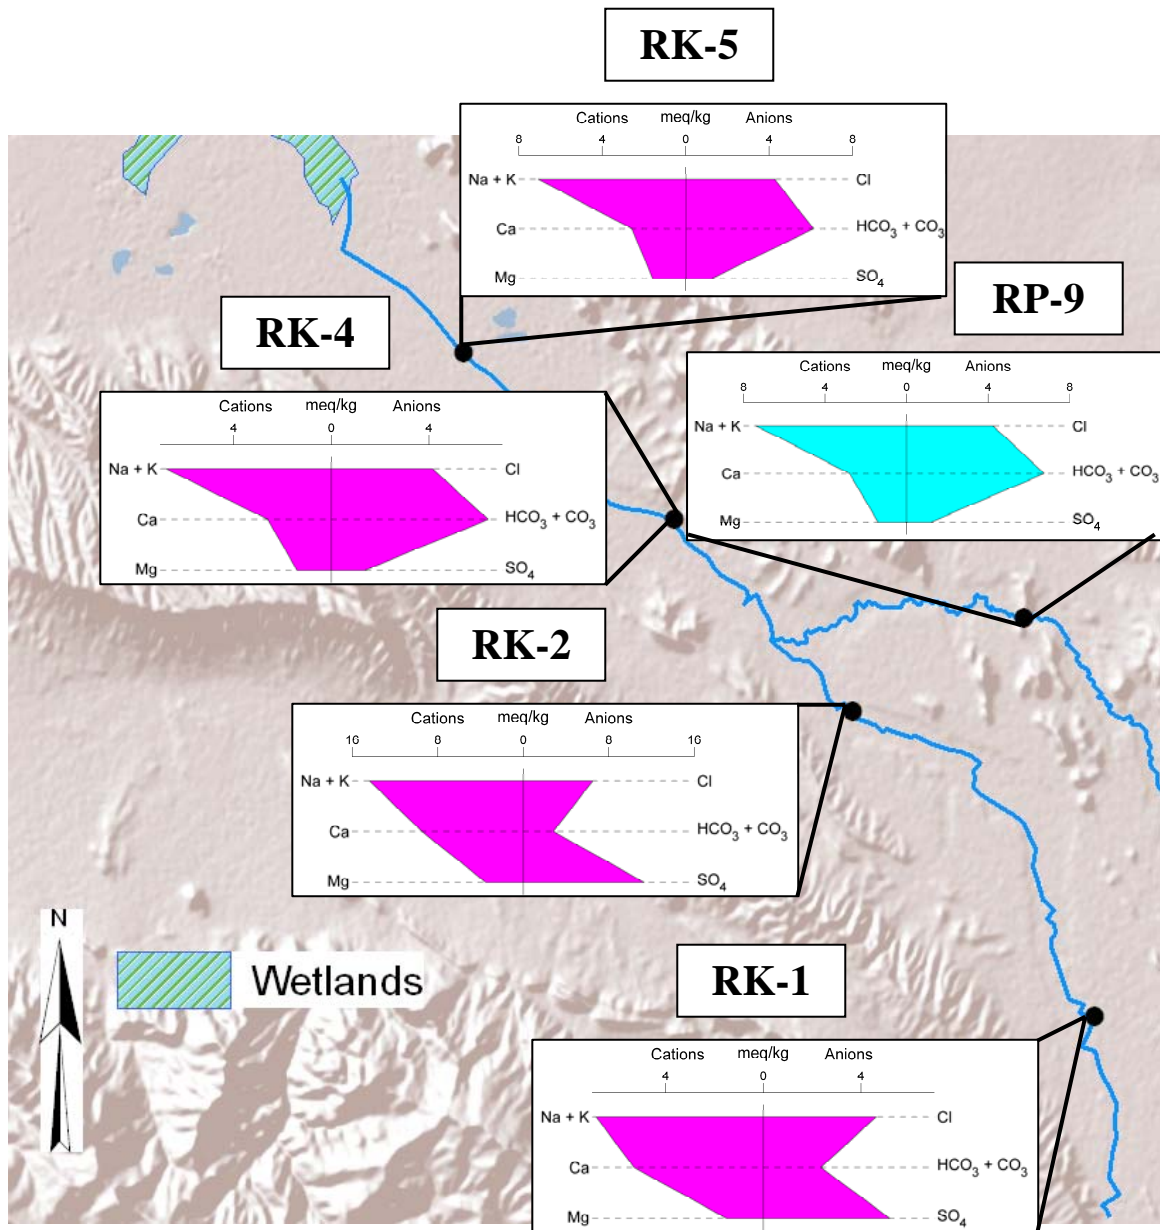 RK-5
Cations meq/kg Anions
8 4 0 4 8
Na + K Cl
Ca HCO3 + CO3
Mg SO4
RP-9
Cations meq/kg Anions
8 4 0 4 8
Na + K Cl
Ca HCO3 + CO3
Mg SO4
RK-4
Cations meq/kg Anions
4 0 4
Na + K Cl
Ca HCO3 + CO3
Mg SO4
RK-2
Cations meq/kg Anions
16 8 0 8 16
Na + K Cl
Ca HCO3 + CO3
Mg SO4
N
Wetlands
RK-1
Cations meq/kg Anions
4 0 4
Na + K Cl
Ca HCO3 + CO3
Mg SO4